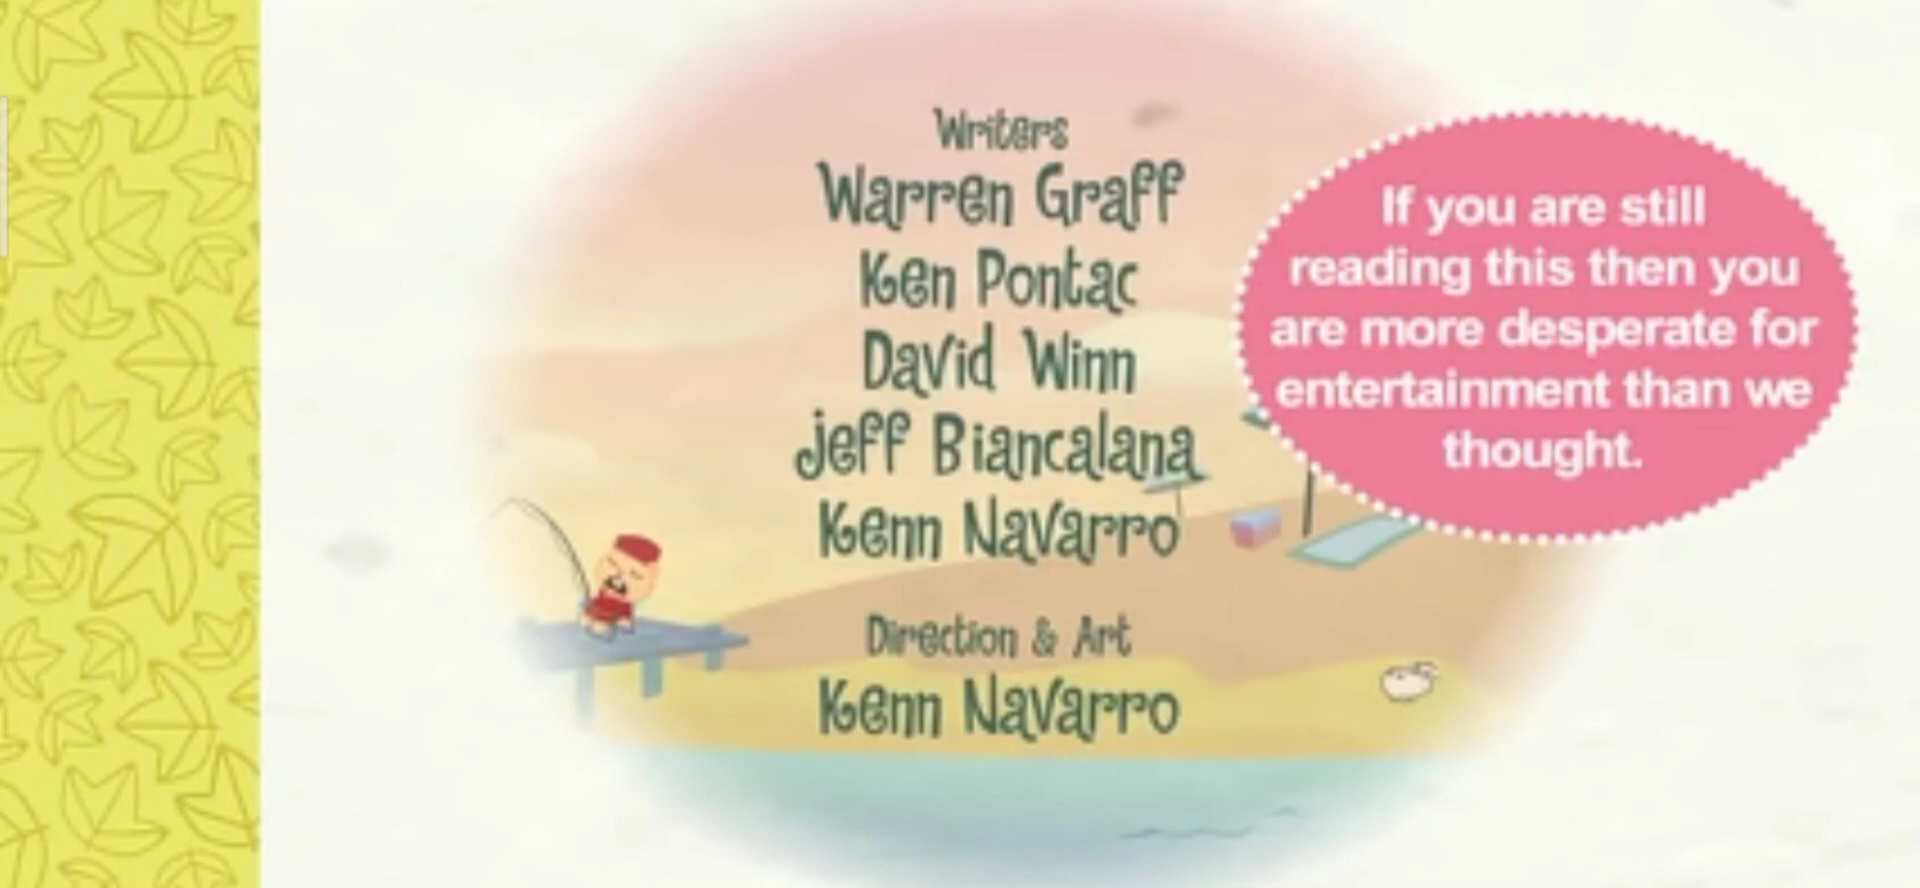 Writers
Warren Graff
Ken Pontac
David Winn
Jeff Biancalana
Kenn Navarro
Direction & Art
Kenn Navarro
If you are still
reading this then you
are more desperate for
entertainment than we
thought.